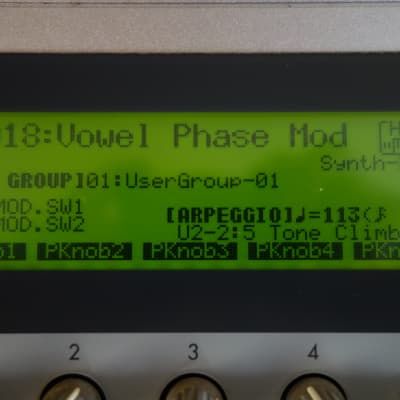 018:Vowel Phase Mod
Synth-
GROUP]01:UserGroup-01
MOD.SW1
MOD.SW2
[ARPEGGIO]♩=113(♪
U2-2:5 Tone Climb
PKnob2 PKnob3 PKnob4 PKn
2 3 4